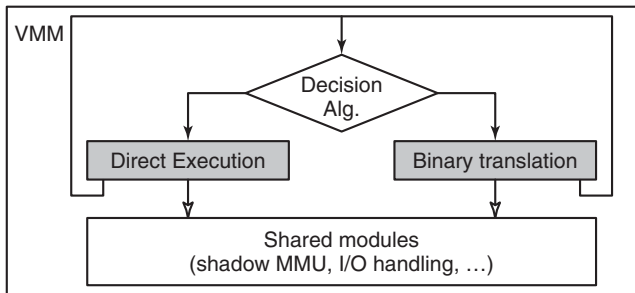 VMM
Decision
Alg.
Direct Execution
Binary translation
Shared modules
(shadow MMU, I/O handling, …)